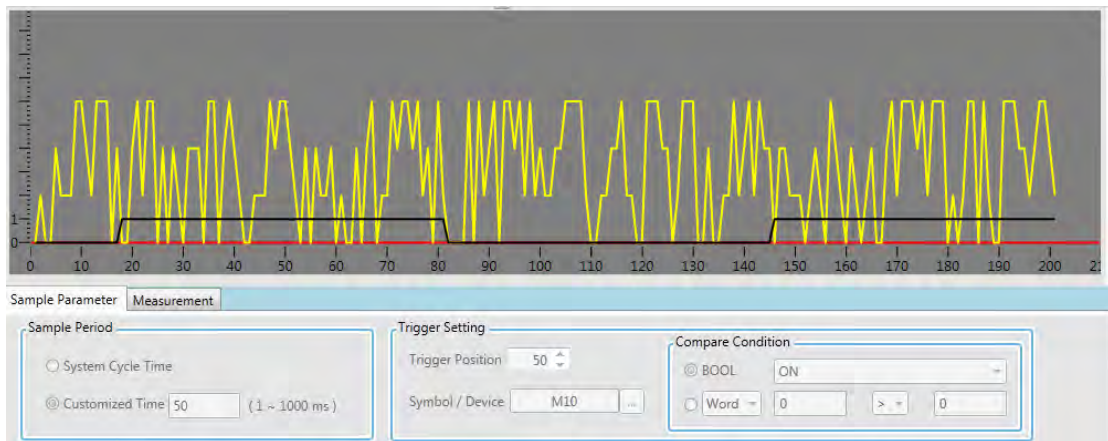 1
0
0 10 20 30 40 50 60 70 80 90 100 110 120 130 140 150 160 170 180 190 200 21
Sample Parameter Measurement
Sample Period
System Cycle Time
Customized Time 50 ( 1 ~ 1000 ms )
Trigger Setting
Trigger Position 50
Symbol / Device M10 ...
Compare Condition
BOOL ON
Word 0 > 0